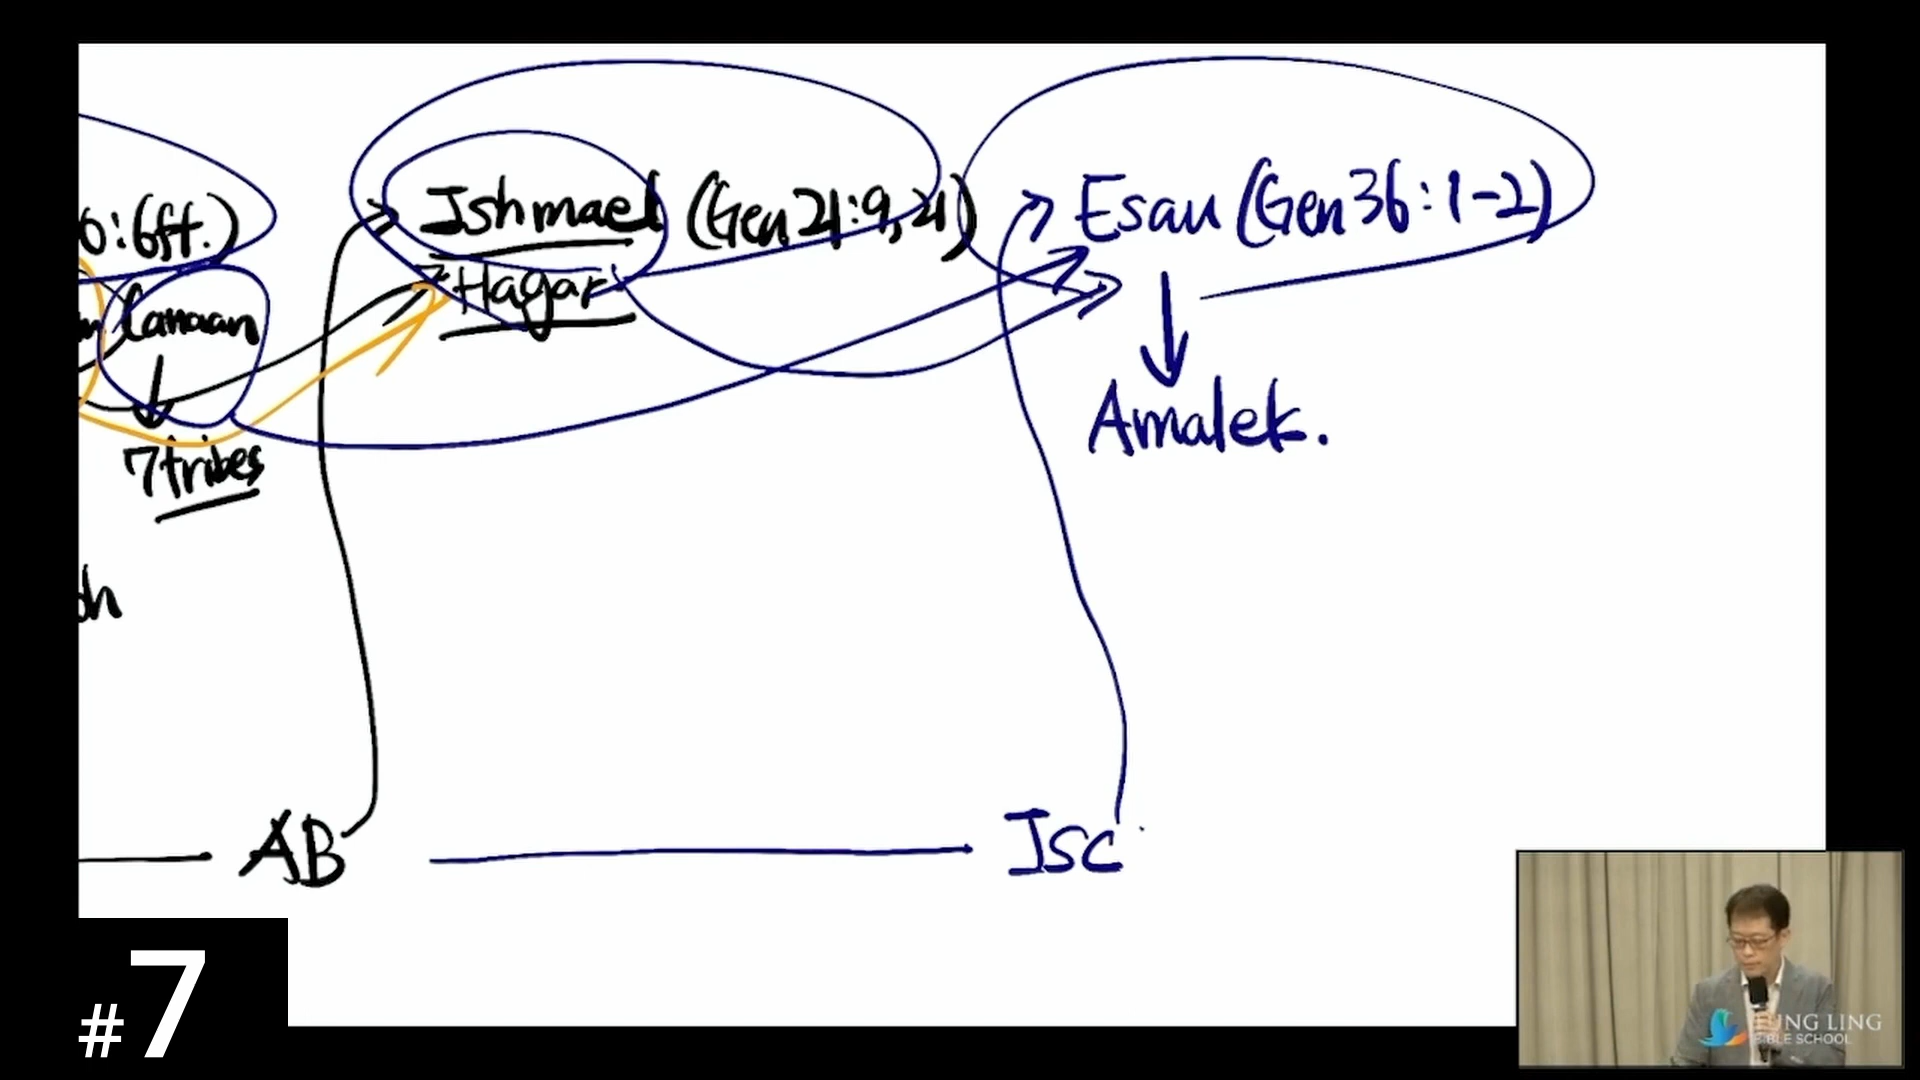 0:6ff.)
Ishmael (Gen 21:9, 21)
Esau (Gen 36:1-2)
Hagar
Canaan
Amalek.
7 tribes
AB
Isc
#7
TUNG LING
BIBLE SCHOOL